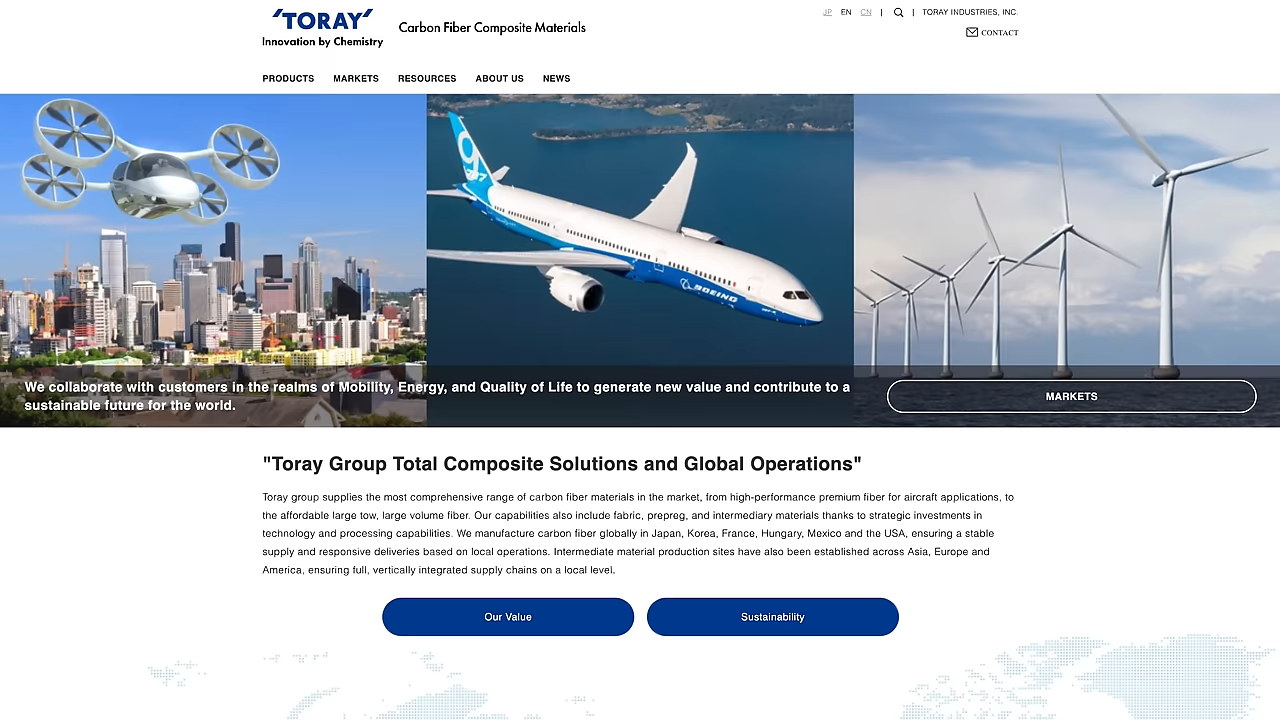 TORAY
Innovation by Chemistry
Carbon Fiber Composite Materials
JP EN CN | | TORAY INDUSTRIES, INC.
CONTACT
PRODUCTS MARKETS RESOURCES ABOUT US NEWS
9
787
BOEING
We collaborate with customers in the realms of Mobility, Energy, and Quality of Life to generate new value and contribute to a
sustainable future for the world.
MARKETS
"Toray Group Total Composite Solutions and Global Operations"
Toray group supplies the most comprehensive range of carbon fiber materials in the market, from high-performance premium fiber for aircraft applications, to
the affordable large tow, large volume fiber. Our capabilities also include fabric, prepreg, and intermediary materials thanks to strategic investments in
technology and processing capabilities. We manufacture carbon fiber globally in Japan, Korea, France, Hungary, Mexico and the USA, ensuring a stable
supply and responsive deliveries based on local operations. Intermediate material production sites have also been established across Asia, Europe and
America, ensuring full, vertically integrated supply chains on a local level.
Our Value
Sustainability